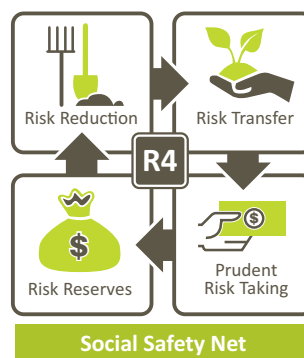 Risk Reduction
Risk Transfer
R4
$
$
Risk Reserves
Prudent
Risk Taking
Social Safety Net